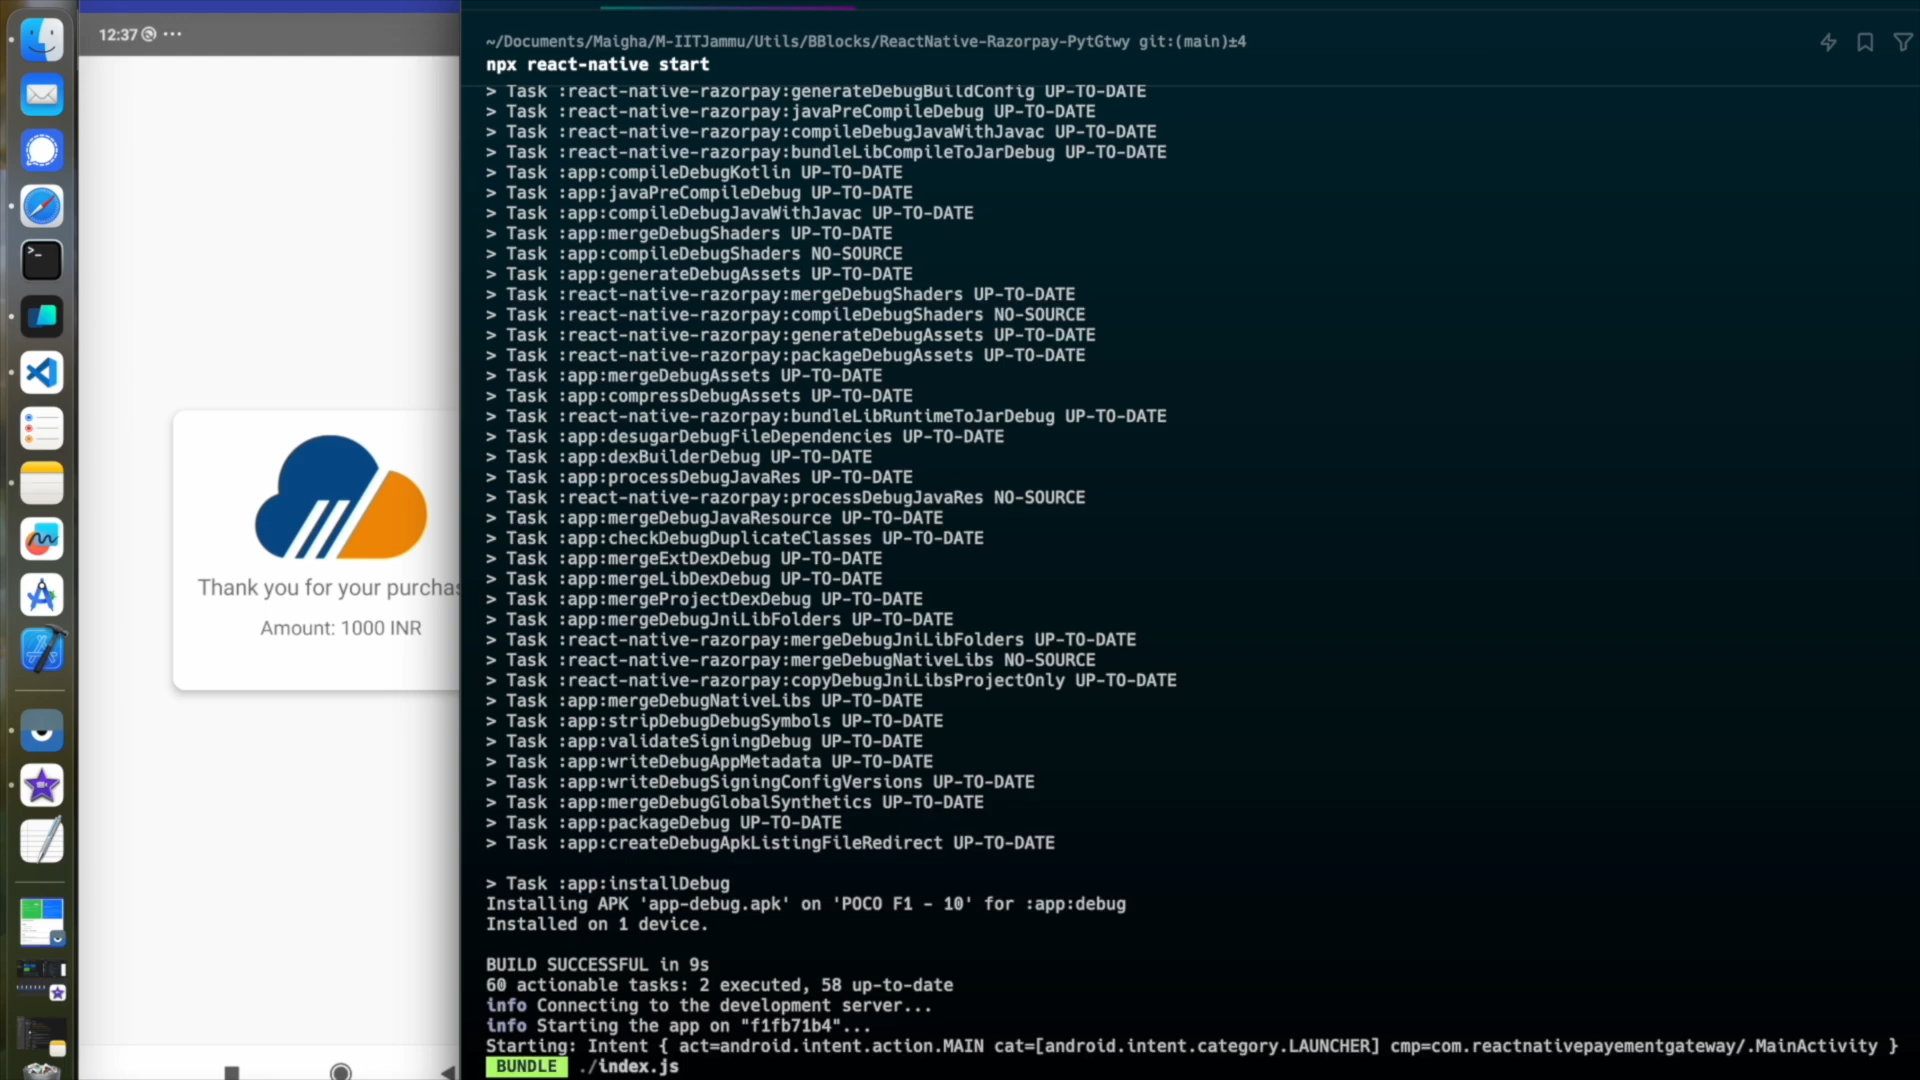 12:37
Thank you for your purchas
Amount: 1000 INR
~/Documents/Maigha/M-IITJammu/Utils/BBlocks/ReactNative-Razorpay-PytGtwy git:(main)±4
npx react-native start
> Task :react-native-razorpay:generateDebugBuildConfig UP-TO-DATE
> Task :react-native-razorpay:javaPreCompileDebug UP-TO-DATE
> Task :react-native-razorpay:compileDebugJavaWithJavac UP-TO-DATE
> Task :react-native-razorpay:bundleLibCompileToJarDebug UP-TO-DATE
> Task :app:compileDebugKotlin UP-TO-DATE
> Task :app:javaPreCompileDebug UP-TO-DATE
> Task :app:compileDebugJavaWithJavac UP-TO-DATE
> Task :app:mergeDebugShaders UP-TO-DATE
> Task :app:compileDebugShaders NO-SOURCE
> Task :app:generateDebugAssets UP-TO-DATE
> Task :react-native-razorpay:mergeDebugShaders UP-TO-DATE
> Task :react-native-razorpay:compileDebugShaders NO-SOURCE
> Task :react-native-razorpay:generateDebugAssets UP-TO-DATE
> Task :react-native-razorpay:packageDebugAssets UP-TO-DATE
> Task :app:mergeDebugAssets UP-TO-DATE
> Task :app:compressDebugAssets UP-TO-DATE
> Task :react-native-razorpay:bundleLibRuntimeToJarDebug UP-TO-DATE
> Task :app:desugarDebugFileDependencies UP-TO-DATE
> Task :app:dexBuilderDebug UP-TO-DATE
> Task :app:processDebugJavaRes UP-TO-DATE
> Task :react-native-razorpay:processDebugJavaRes NO-SOURCE
> Task :app:mergeDebugJavaResource UP-TO-DATE
> Task :app:checkDebugDuplicateClasses UP-TO-DATE
> Task :app:mergeExtDexDebug UP-TO-DATE
> Task :app:mergeLibDexDebug UP-TO-DATE
> Task :app:mergeProjectDexDebug UP-TO-DATE
> Task :app:mergeDebugJniLibFolders UP-TO-DATE
> Task :react-native-razorpay:mergeDebugJniLibFolders UP-TO-DATE
> Task :react-native-razorpay:mergeDebugNativeLibs NO-SOURCE
> Task :react-native-razorpay:copyDebugJniLibsProjectOnly UP-TO-DATE
> Task :app:mergeDebugNativeLibs UP-TO-DATE
> Task :app:stripDebugDebugSymbols UP-TO-DATE
> Task :app:validateSigningDebug UP-TO-DATE
> Task :app:writeDebugAppMetadata UP-TO-DATE
> Task :app:writeDebugSigningConfigVersions UP-TO-DATE
> Task :app:mergeDebugGlobalSynthetics UP-TO-DATE
> Task :app:packageDebug UP-TO-DATE
> Task :app:createDebugApkListingFileRedirect UP-TO-DATE
> Task :app:installDebug
Installing APK 'app-debug.apk' on 'POCO F1 - 10' for :app:debug
Installed on 1 device.
BUILD SUCCESSFUL in 9s
60 actionable tasks: 2 executed, 58 up-to-date
info Connecting to the development server...
info Starting the app on "f1fb71b4"...
Starting: Intent { act=android.intent.action.MAIN cat=[android.intent.category.LAUNCHER] cmp=com.reactnativepayementgateway/.MainActivity }
BUNDLE ./index.js